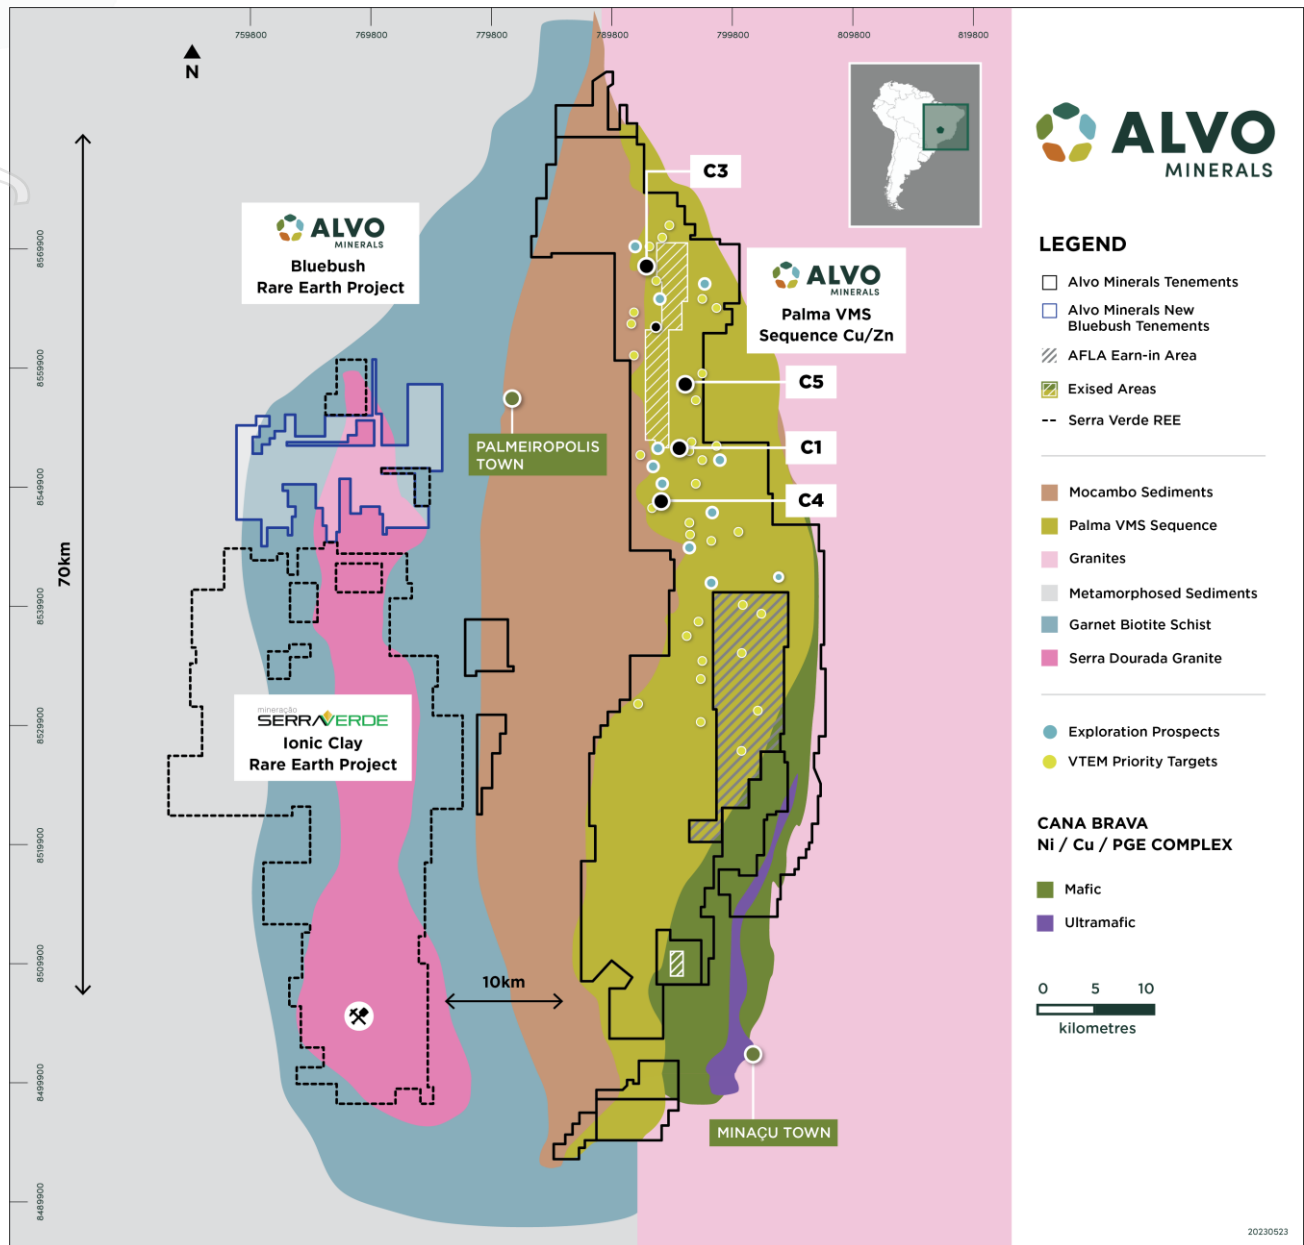 759800
769800
779800
789800
799800
809800
819800
N
8569900
8559900
8549900
8539900
8529900
8519900
8509900
8499900
8489900
70km
ALVO
MINERALS
Bluebush
Rare Earth Project
C3
ALVO
MINERALS
Palma VMS
Sequence Cu/Zn
C5
C1
C4
PALMEIROPOLIS
TOWN
mineração
SERRAVERDE
Ionic Clay
Rare Earth Project
10km
MINAÇU TOWN
ALVO
MINERALS
LEGEND
Alvo Minerals Tenements
Alvo Minerals New
Bluebush Tenements
AFLA Earn-in Area
Exised Areas
Serra Verde REE
Mocambo Sediments
Palma VMS Sequence
Granites
Metamorphosed Sediments
Garnet Biotite Schist
Serra Dourada Granite
Exploration Prospects
VTEM Priority Targets
CANA BRAVA
Ni / Cu / PGE COMPLEX
Mafic
Ultramafic
0 5 10
kilometres
20230523